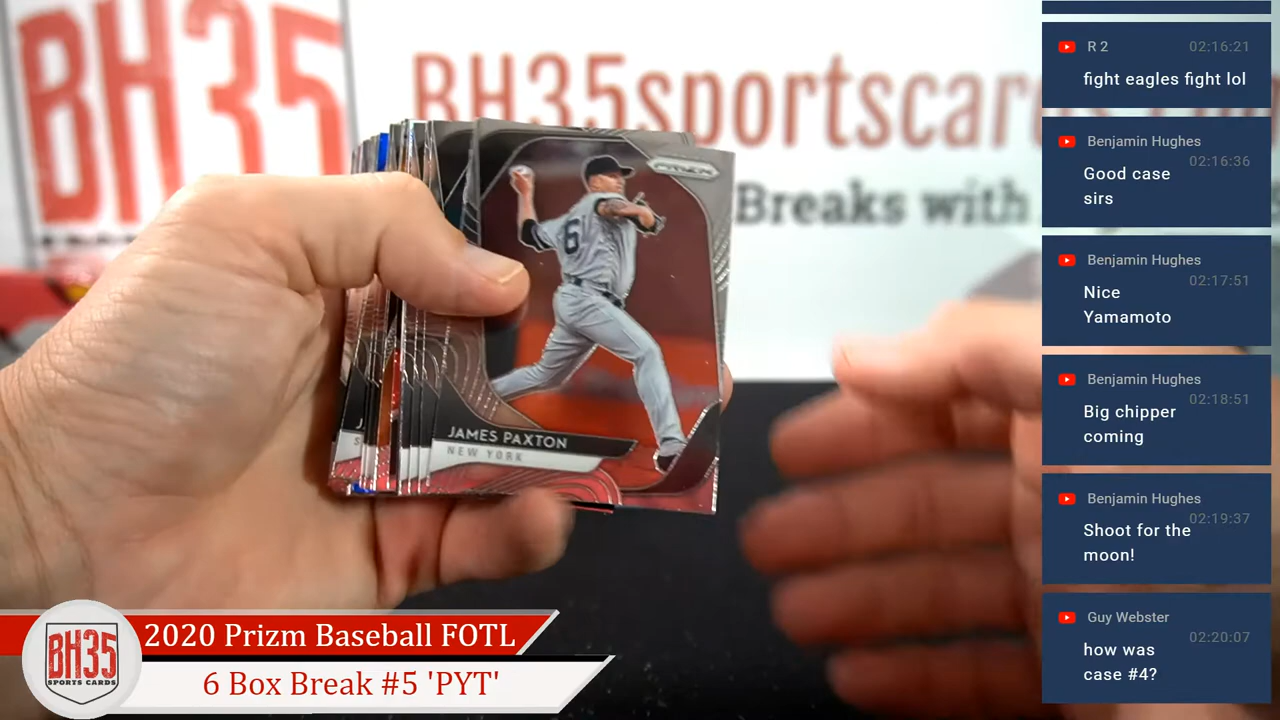 BH35
BH35sportscar
Breaks with
PRIZM
6
JAMES PAXTON
NEW YORK
J
S
BH35
SPORTS CARDS
2020 Prizm Baseball FOTL
6 Box Break #5 'PYT'
R 2
02:16:21
fight eagles fight lol
Benjamin Hughes
02:16:36
Good case
sirs
Benjamin Hughes
02:17:51
Nice
Yamamoto
Benjamin Hughes
02:18:51
Big chipper
coming
Benjamin Hughes
02:19:37
Shoot for the
moon!
Guy Webster
02:20:07
how was
case #4?